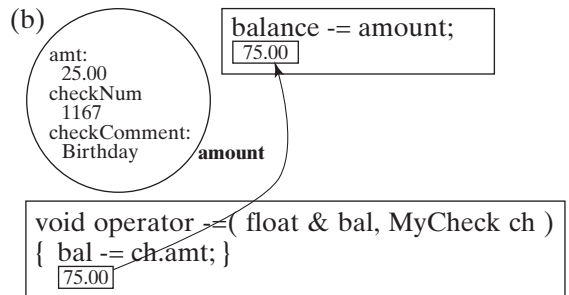 (b)
amt:
25.00
checkNum
1167
checkComment:
Birthday
amount
balance -= amount;
75.00
void operator -=( float & bal, MyCheck ch )
{ bal -= ch.amt; }
75.00